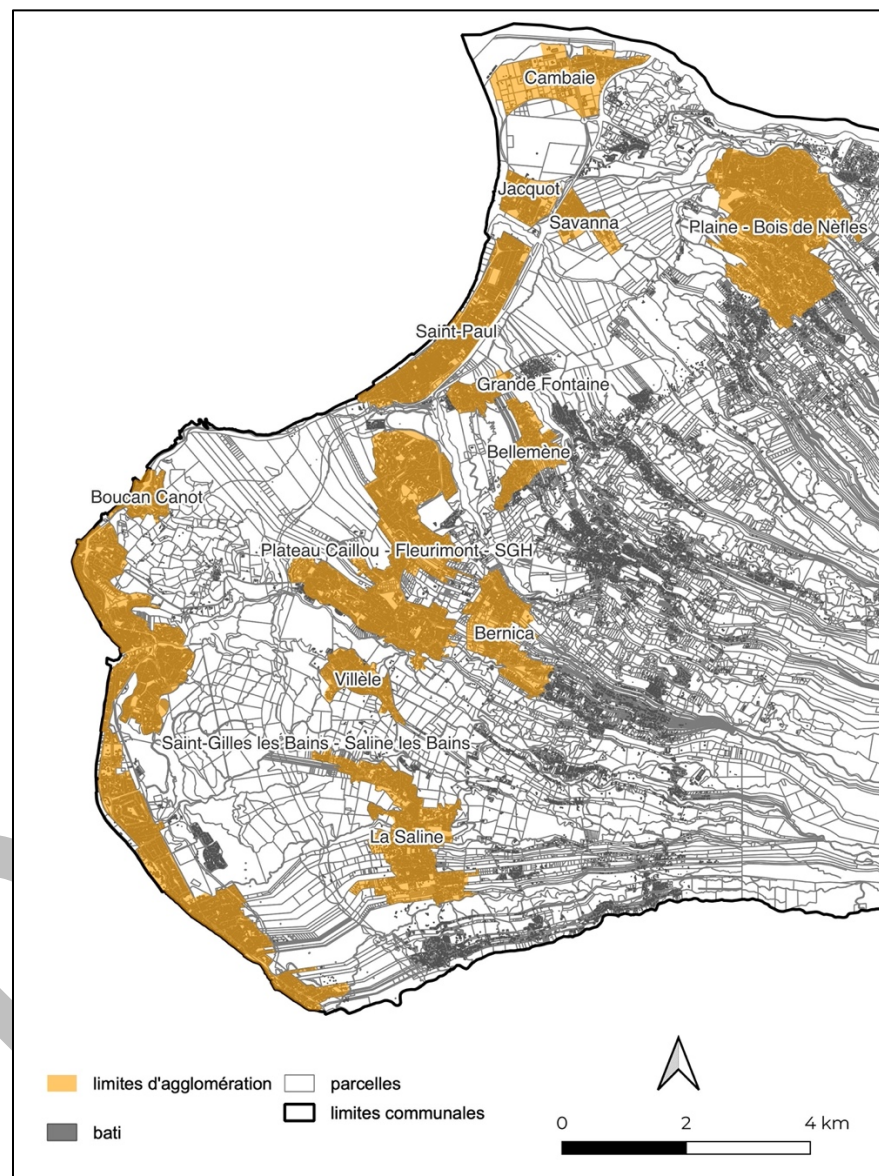 Cambaie
Jacquot
Savanna
Plaine - Bois de Nèfles
Saint-Paul
Grande Fontaine
Bellemène
Boucan Canot
Plateau Caillou - Fleurimont - SGH
Bernica
Villèle
Saint-Gilles les Bains - Saline les Bains
La Saline
limites d'agglomération
parcelles
limites communales
bati
0 2 4 km